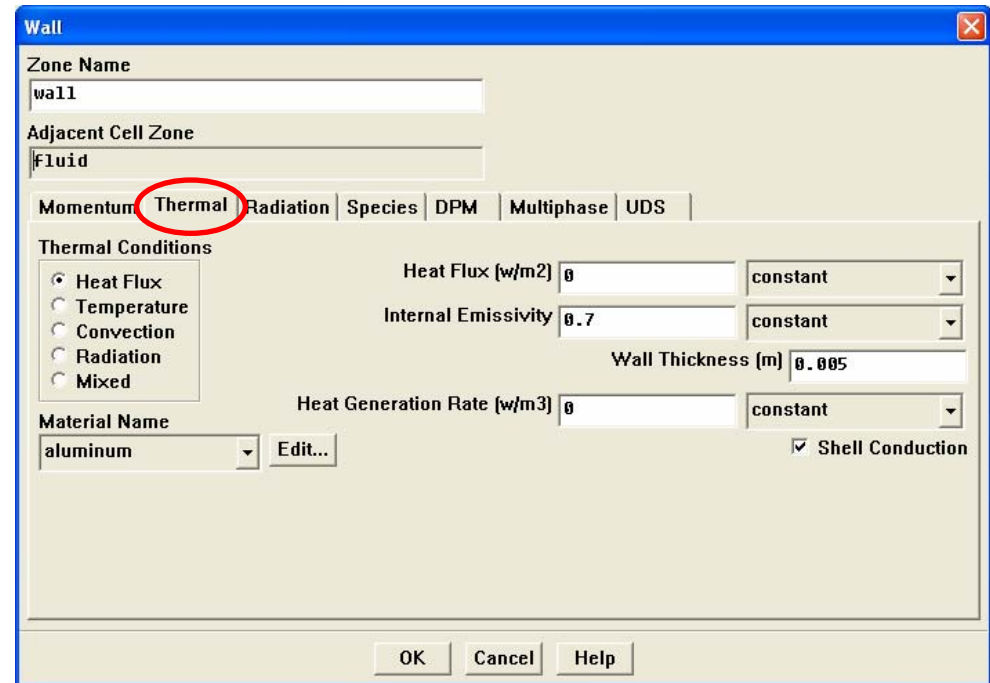 Wall
Zone Name
wall
Adjacent Cell Zone
fluid
Momentum Thermal Radiation Species DPM Multiphase UDS
Thermal Conditions
Heat Flux
Temperature
Convection
Radiation
Mixed
Material Name
aluminum Edit...
Heat Flux (w/m2) 0 constant
Internal Emissivity 0.7 constant
Wall Thickness (m) 0.005
Heat Generation Rate (w/m3) 0 constant
Shell Conduction
OK Cancel Help